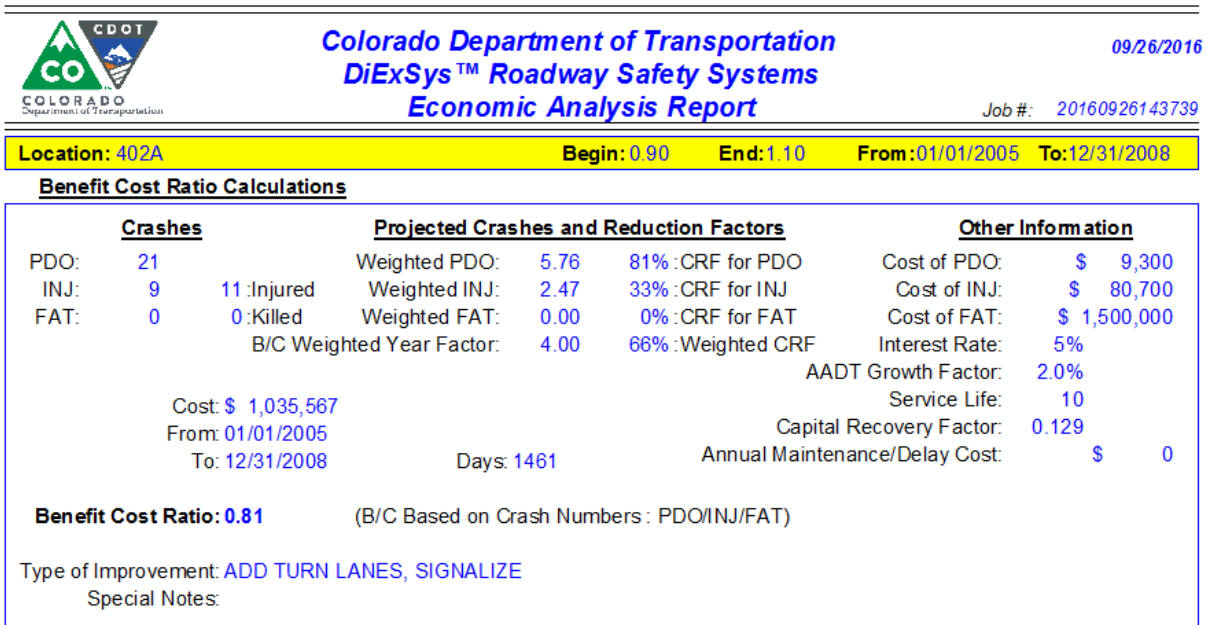 CDOT
CO
TM
COLORADO
Department of Transportation
Colorado Department of Transportation
DiExSys™ Roadway Safety Systems
Economic Analysis Report
09/26/2016
Job #: 20160926143739
Location: 402A Begin: 0.90 End:1.10 From:01/01/2005 To:12/31/2008
Benefit Cost Ratio Calculations
Crashes Projected Crashes and Reduction Factors Other Information
PDO: 21 Weighted PDO: 5.76 81% :CRF for PDO Cost of PDO: $ 9,300
INJ: 9 11 :Injured Weighted INJ: 2.47 33% :CRF for INJ Cost of INJ: $ 80,700
FAT: 0 0 :Killed Weighted FAT: 0.00 0% :CRF for FAT Cost of FAT: $ 1,500,000
B/C Weighted Year Factor: 4.00 66% :Weighted CRF Interest Rate: 5%
AADT Growth Factor: 2.0%
Cost: $ 1,035,567 Service Life: 10
From: 01/01/2005 Capital Recovery Factor: 0.129
To: 12/31/2008 Days: 1461 Annual Maintenance/Delay Cost: $ 0
Benefit Cost Ratio: 0.81 (B/C Based on Crash Numbers : PDO/INJ/FAT)
Type of Improvement: ADD TURN LANES, SIGNALIZE
Special Notes: